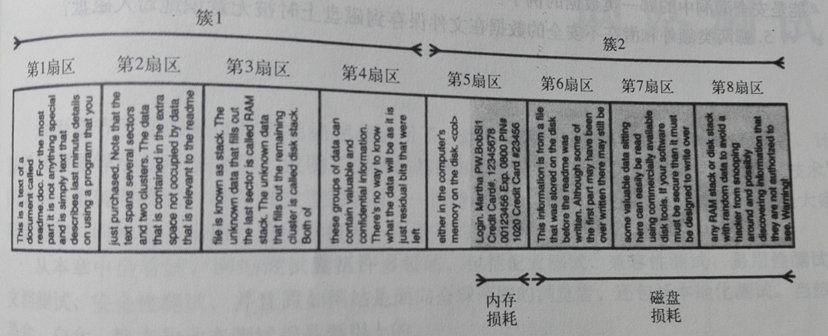 簇1
簇2
第1扇区
第2扇区
第3扇区
第4扇区
第5扇区
第6扇区
第7扇区
第8扇区
This is a text of a
document called
readme.doc. For the most
part it is not anything special
and is simply text that
describes last minute details
on using a program that you
just purchased. Note that the
text spans several sectors
and two clusters. The data
that is contained in the extra
space not occupied by data
that is relevant to the readme
file is known as stack. The
unknown data that fills out
the last sector is called RAM
stack. The unknown data
that fills out the remaining
cluster is called disk stack.
Both of
these groupe of data can
contain valuable and
confidential information.
There's no way to know
what the data will be as it is
just residual bits that were
left
either in the computer's
memory on the disk. <cob>
Login. Martha PW.BobSi1
Credit Card#. 12345678
90123456 Exp. 0802 PIN#
1020 Credit Card #23456
This information is from a file
that was stored on the disk
before the readme was
written. Although some of
the first part may have been
over written there may still be
some valuable data sitting
here can easily be read
using commercially available
disk tools. If your software
must be secure than it must
be designed to write over
any RAM stack or disk stack
with random data to avoid a
hacker from snooping
around and possibly
discovering information that
they are not authorized to
see. Warning!
内存
损耗
磁盘
损耗